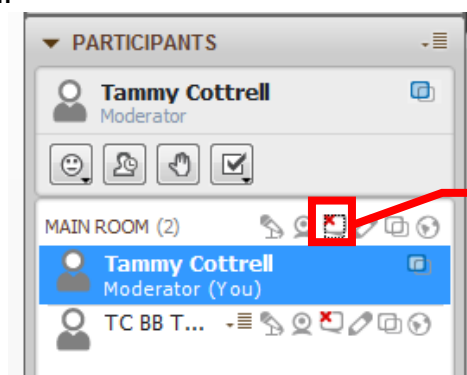 PARTICIPANTS
Tammy Cottrell
Moderator
MAIN ROOM (2)
Tammy Cottrell
Moderator (You)
TC BB T...